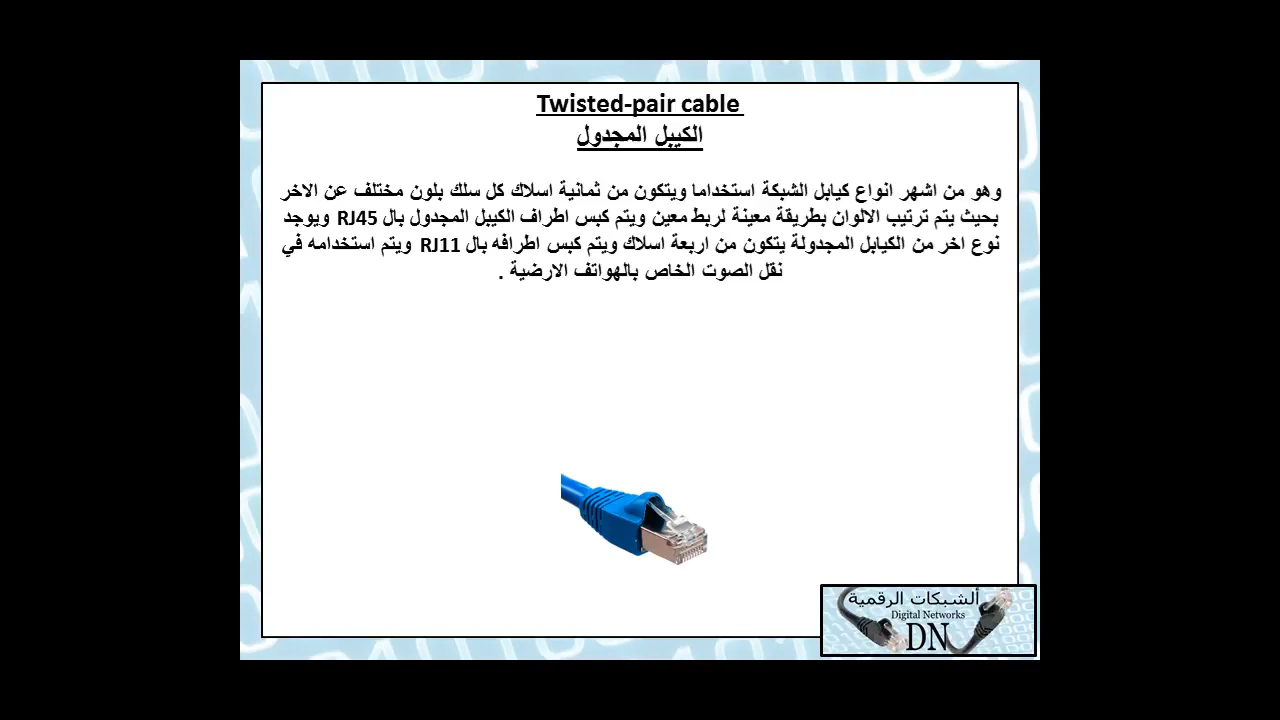 Twisted-pair cable
الكيبل المجدول
وهو من اشهر انواع كيابل الشبكة استخداما ويتكون من ثمانية اسلاك كل سلك بلون مختلف عن الاخر
بحيث يتم ترتيب الالوان بطريقة معينة لربط معين ويتم كبس اطراف الكيبل المجدول بال RJ45 ويوجد
نوع اخر من الكيابل المجدولة يتكون من اربعة اسلاك ويتم كبس اطرافه بال RJ11 ويتم استخدامه في
نقل الصوت الخاص بالهواتف الارضية .
ألشبكات الرقمية
Digital Networks
DN